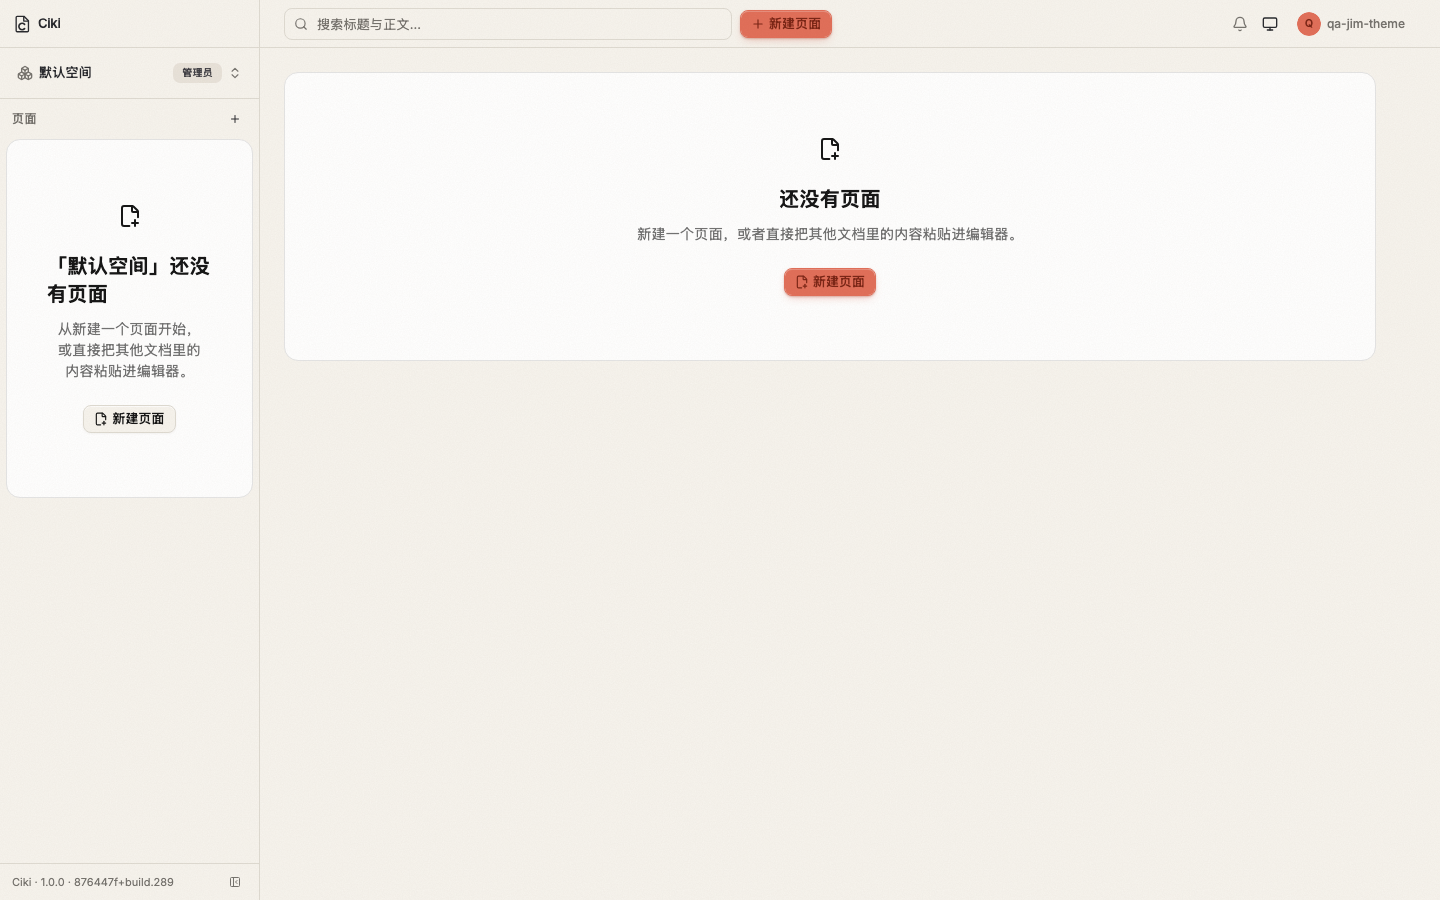 Ciki
搜索标题与正文...
新建页面
Q
qa-jim-theme
默认空间
管理员
页面
「默认空间」还没
有页面
从新建一个页面开始，
或直接把其他文档里的
内容粘贴进编辑器。
新建页面
还没有页面
新建一个页面，或者直接把其他文档里的内容粘贴进编辑器。
新建页面
Ciki · 1.0.0 · 876447f+build.289